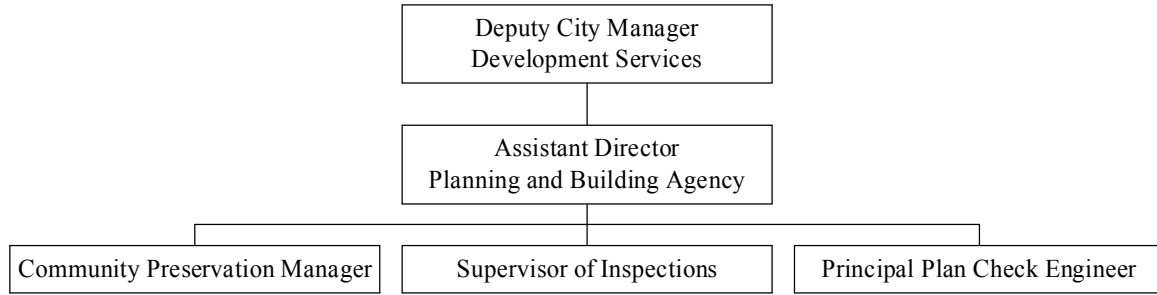 Deputy City Manager
Development Services
Assistant Director
Planning and Building Agency
Community Preservation Manager
Supervisor of Inspections
Principal Plan Check Engineer